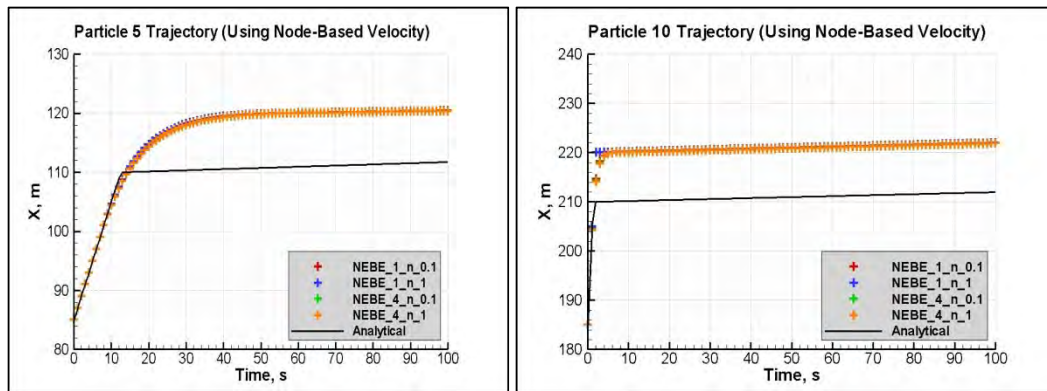 Particle 5 Trajectory (Using Node-Based Velocity)
130
120
110
100
90
80
X, m
0 10 20 30 40 50 60 70 80 90 100
Time, s
NEBE_1_n_0.1
NEBE_1_n_1
NEBE_4_n_0.1
NEBE_4_n_1
Analytical
Particle 10 Trajectory (Using Node-Based Velocity)
240
230
220
210
200
190
180
X, m
0 10 20 30 40 50 60 70 80 90 100
Time, s
NEBE_1_n_0.1
NEBE_1_n_1
NEBE_4_n_0.1
NEBE_4_n_1
Analytical